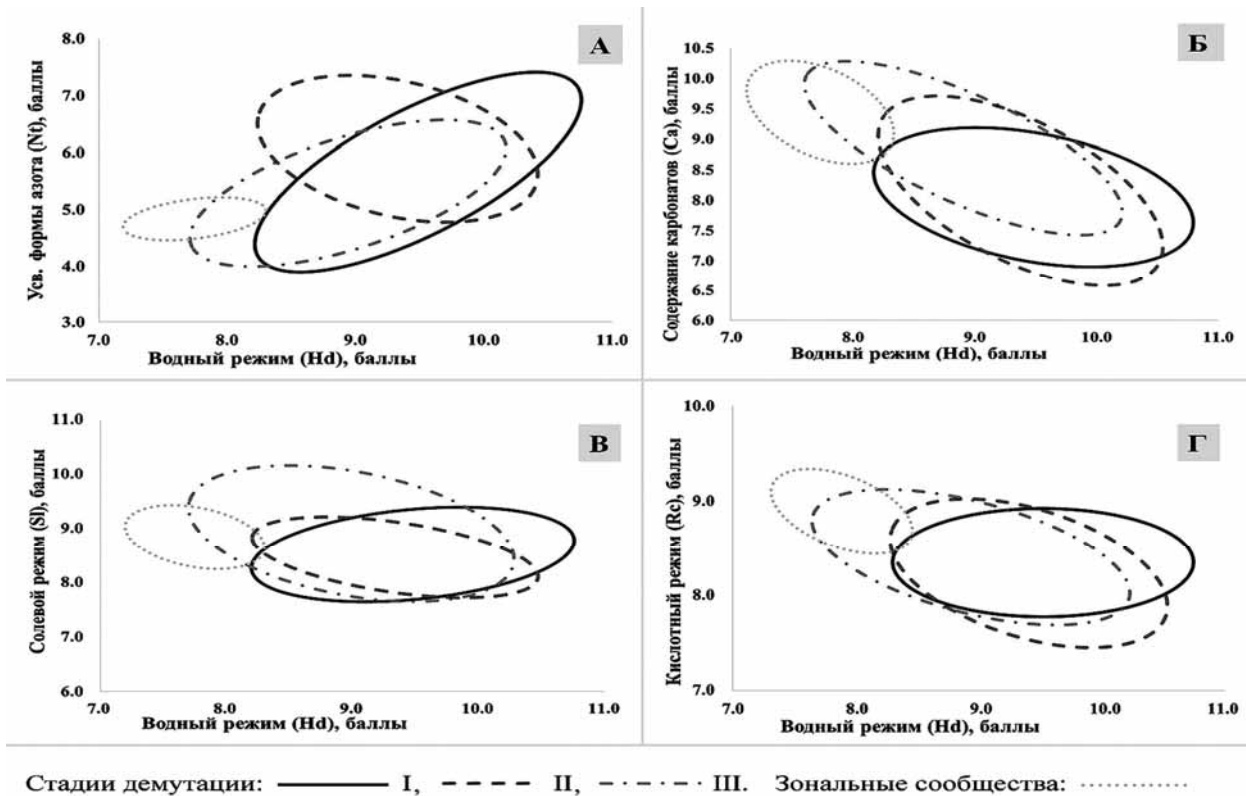 А
Усв. формы азота (Nt), баллы
8.0
7.0
6.0
5.0
4.0
3.0
7.0 8.0 9.0 10.0 11.0
Водный режим (Hd), баллы
Б
Содержание карбонатов (Ca), баллы
10.5
10.0
9.5
9.0
8.5
8.0
7.5
7.0
6.5
6.0
7.0 8.0 9.0 10.0 11.0
Водный режим (Hd), баллы
В
Солевой режим (Sl), баллы
11.0
10.0
9.0
8.0
7.0
6.0
7.0 8.0 9.0 10.0 11.0
Водный режим (Hd), баллы
Г
Кислотный режим (Rc), баллы
10.0
9.0
8.0
7.0
7.0 8.0 9.0 10.0 11.0
Водный режим (Hd), баллы
Стадии демутации: I, II, III. Зональные сообщества: